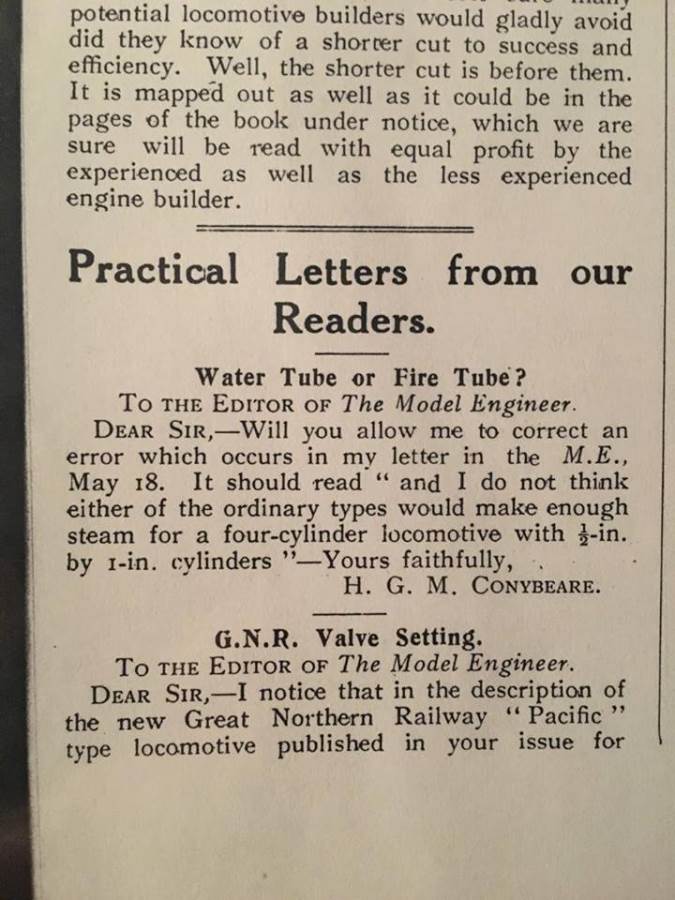 potential locomotive builders would gladly avoid
did they know of a shorter cut to success and
efficiency. Well, the shorter cut is before them.
It is mapped out as well as it could be in the
pages of the book under notice, which we are
sure will be read with equal profit by the
experienced as well as the less experienced
engine builder.
Practical Letters from our
Readers.
Water Tube or Fire Tube?
TO THE EDITOR OF The Model Engineer.
DEAR SIR,—Will you allow me to correct an
error which occurs in my letter in the M.E.,
May 18. It should read “ and I do not think
either of the ordinary types would make enough
steam for a four-cylinder locomotive with ½-in.
by 1-in. cylinders ”—Yours faithfully,
H. G. M. CONYBEARE.
G.N.R. Valve Setting.
TO THE EDITOR OF The Model Engineer.
DEAR SIR,—I notice that in the description of
the new Great Northern Railway “ Pacific ”
type locomotive published in your issue for